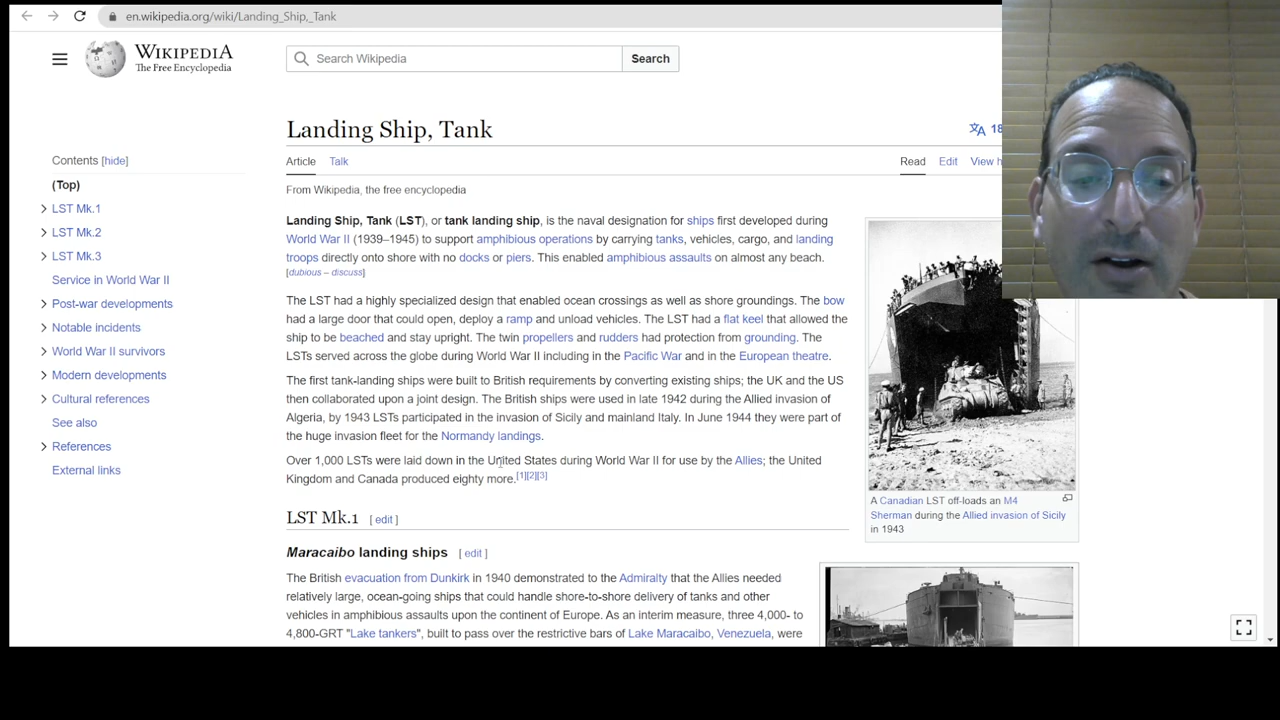 en.wikipedia.org/wiki/Landing_Ship,_Tank
WIKIPEDIA
The Free Encyclopedia
Search Wikipedia
Search
Landing Ship, Tank
18
Contents [hide]
(Top)
LST Mk.1
LST Mk.2
LST Mk.3
Service in World War II
Post-war developments
Notable incidents
World War II survivors
Modern developments
Cultural references
See also
References
External links
Article Talk
Read Edit View h
From Wikipedia, the free encyclopedia
Landing Ship, Tank (LST), or tank landing ship, is the naval designation for ships first developed during
World War II (1939–1945) to support amphibious operations by carrying tanks, vehicles, cargo, and landing
troops directly onto shore with no docks or piers. This enabled amphibious assaults on almost any beach.
[dubious – discuss]
The LST had a highly specialized design that enabled ocean crossings as well as shore groundings. The bow
had a large door that could open, deploy a ramp and unload vehicles. The LST had a flat keel that allowed the
ship to be beached and stay upright. The twin propellers and rudders had protection from grounding. The
LSTs served across the globe during World War II including in the Pacific War and in the European theatre.
The first tank-landing ships were built to British requirements by converting existing ships; the UK and the US
then collaborated upon a joint design. The British ships were used in late 1942 during the Allied invasion of
Algeria, by 1943 LSTs participated in the invasion of Sicily and mainland Italy. In June 1944 they were part of
the huge invasion fleet for the Normandy landings.
Over 1,000 LSTs were laid down in the United States during World War II for use by the Allies; the United
Kingdom and Canada produced eighty more.[1][2][3]
A Canadian LST off-loads an M4
Sherman during the Allied invasion of Sicily
in 1943
LST Mk.1 [ edit ]
Maracaibo landing ships [ edit ]
The British evacuation from Dunkirk in 1940 demonstrated to the Admiralty that the Allies needed
relatively large, ocean-going ships that could handle shore-to-shore delivery of tanks and other
vehicles in amphibious assaults upon the continent of Europe. As an interim measure, three 4,000- to
4,800-GRT "Lake tankers", built to pass over the restrictive bars of Lake Maracaibo, Venezuela, were